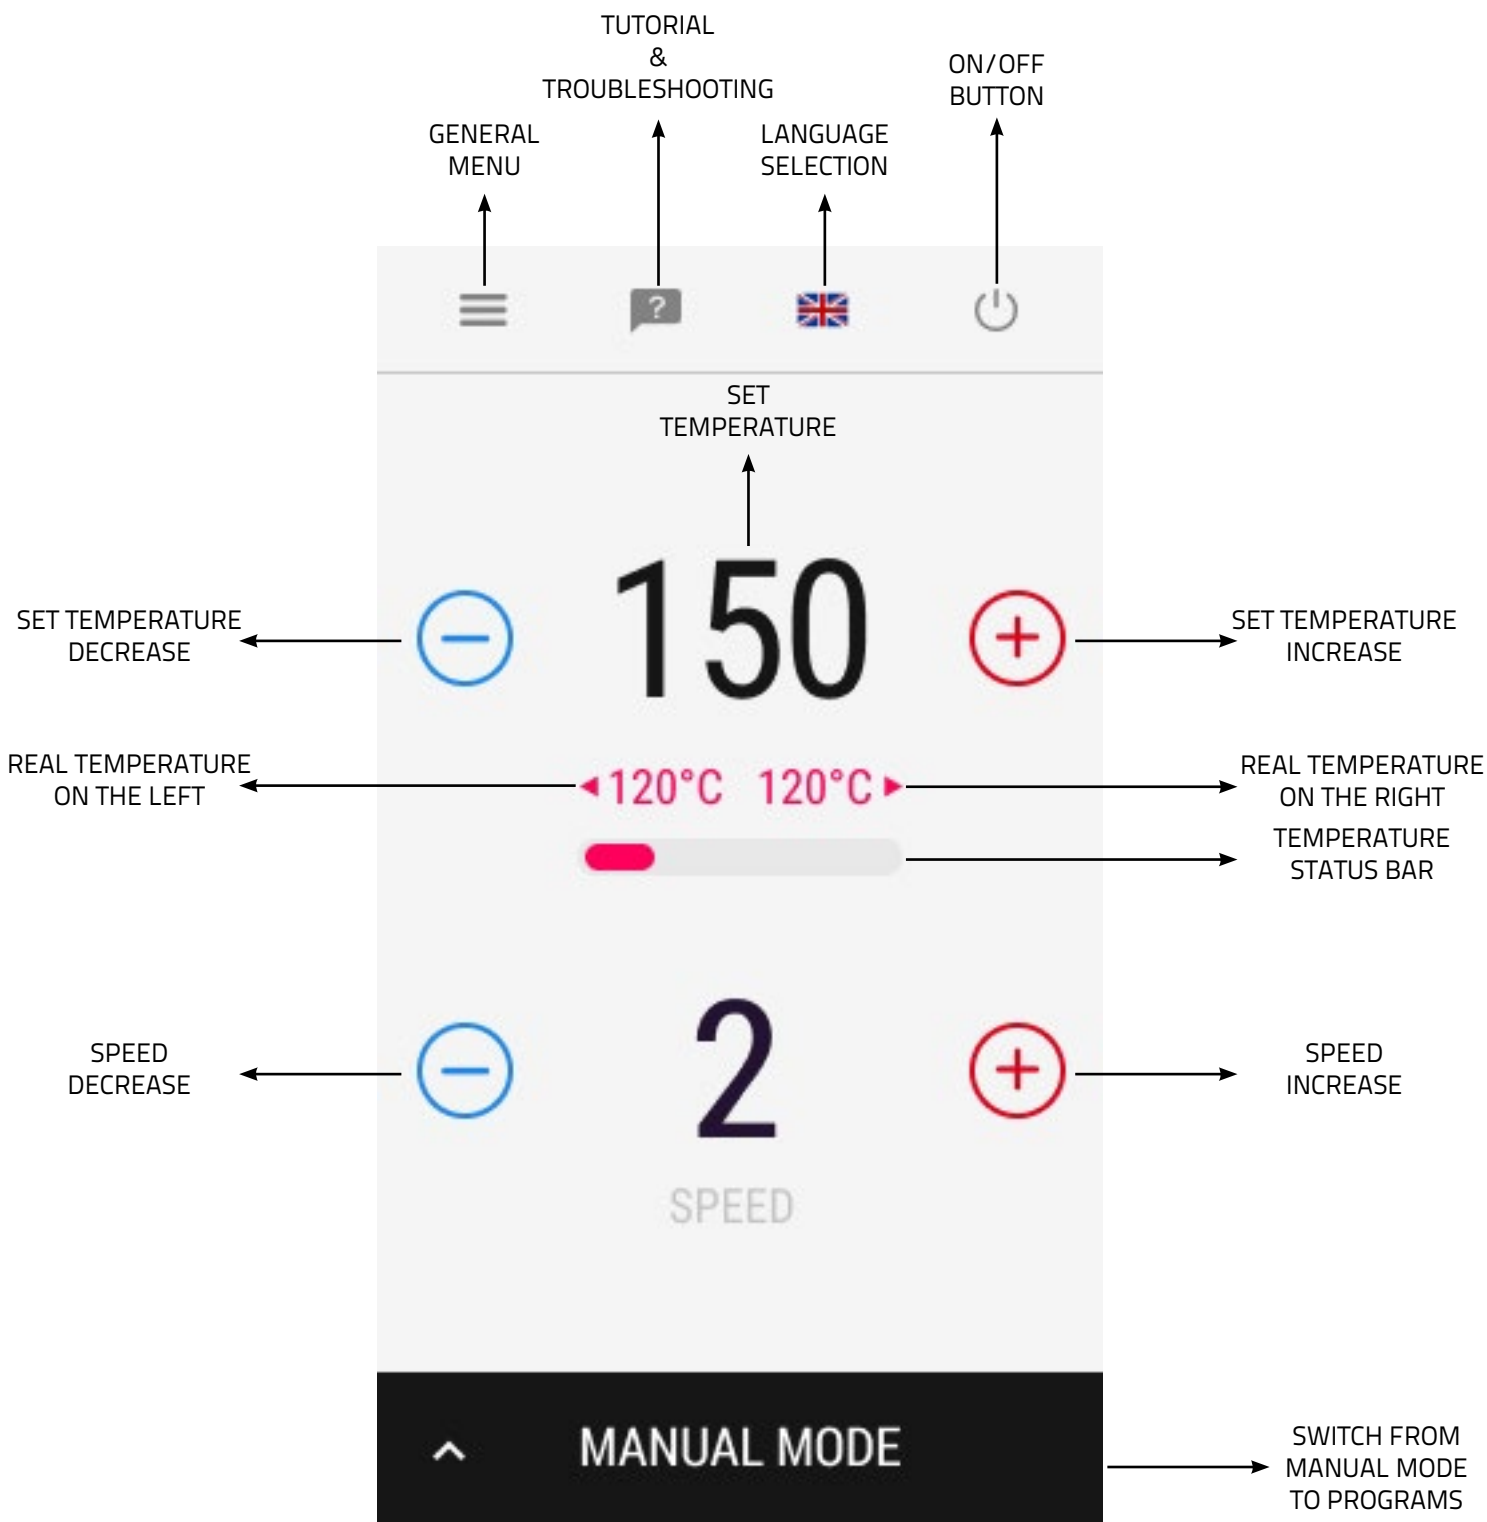 TUTORIAL
&
TROUBLESHOOTING
ON/OFF
BUTTON
GENERAL
MENU
LANGUAGE
SELECTION
?
SET
TEMPERATURE
150
SET TEMPERATURE
DECREASE
SET TEMPERATURE
INCREASE
REAL TEMPERATURE
ON THE LEFT
◀120°C 120°C▶
REAL TEMPERATURE
ON THE RIGHT
TEMPERATURE
STATUS BAR
SPEED
DECREASE
2
SPEED
INCREASE
SPEED
MANUAL MODE
SWITCH FROM
MANUAL MODE
TO PROGRAMS